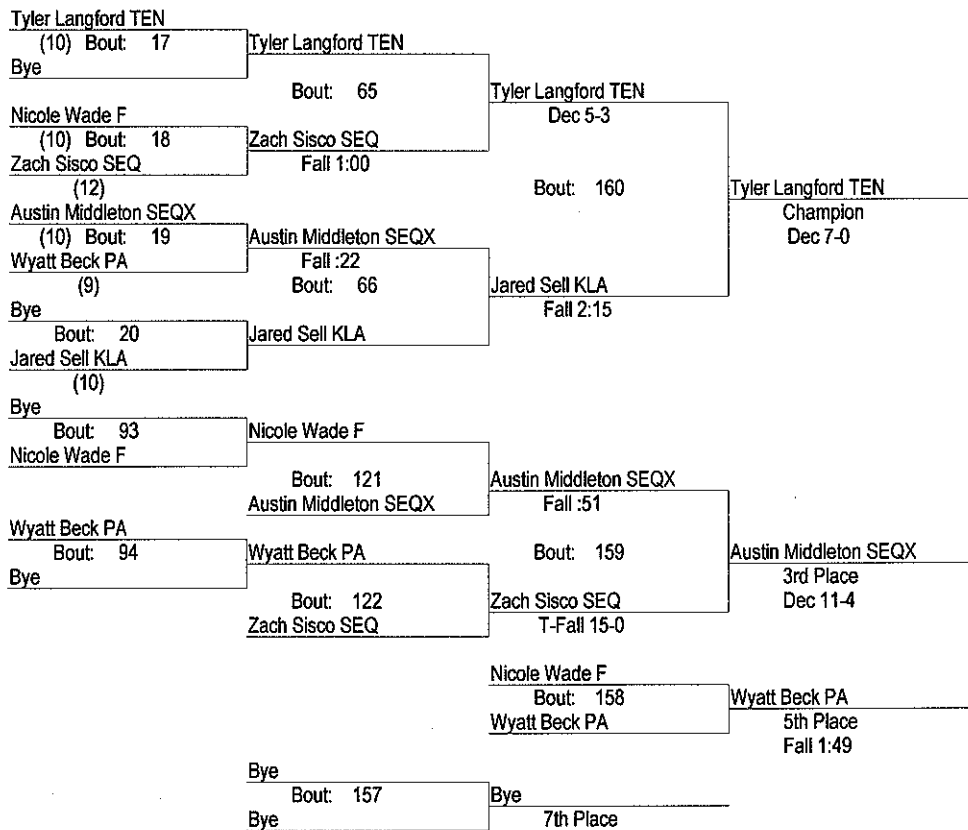 Tyler Langford TEN
(10) Bout: 17
Bye
Tyler Langford TEN
Bout: 65
Nicole Wade F
(10) Bout: 18
Zach Sisco SEQ
(12)
Zach Sisco SEQ
Fall 1:00
Tyler Langford TEN
Dec 5-3
Austin Middleton SEQX
(10) Bout: 19
Wyatt Beck PA
(9)
Austin Middleton SEQX
Fall :22
Bout: 66
Bye
Bout: 20
Jared Sell KLA
(10)
Jared Sell KLA
Jared Sell KLA
Fall 2:15
Bout: 160
Tyler Langford TEN
Champion
Dec 7-0
Bye
Bout: 93
Nicole Wade F
Nicole Wade F
Bout: 121
Austin Middleton SEQX
Austin Middleton SEQX
Fall :51
Wyatt Beck PA
Bout: 94
Bye
Wyatt Beck PA
Bout: 122
Zach Sisco SEQ
Zach Sisco SEQ
T-Fall 15-0
Bout: 159
Austin Middleton SEQX
3rd Place
Dec 11-4
Nicole Wade F
Bout: 158
Wyatt Beck PA
Wyatt Beck PA
5th Place
Fall 1:49
Bye
Bout: 157
Bye
Bye
7th Place